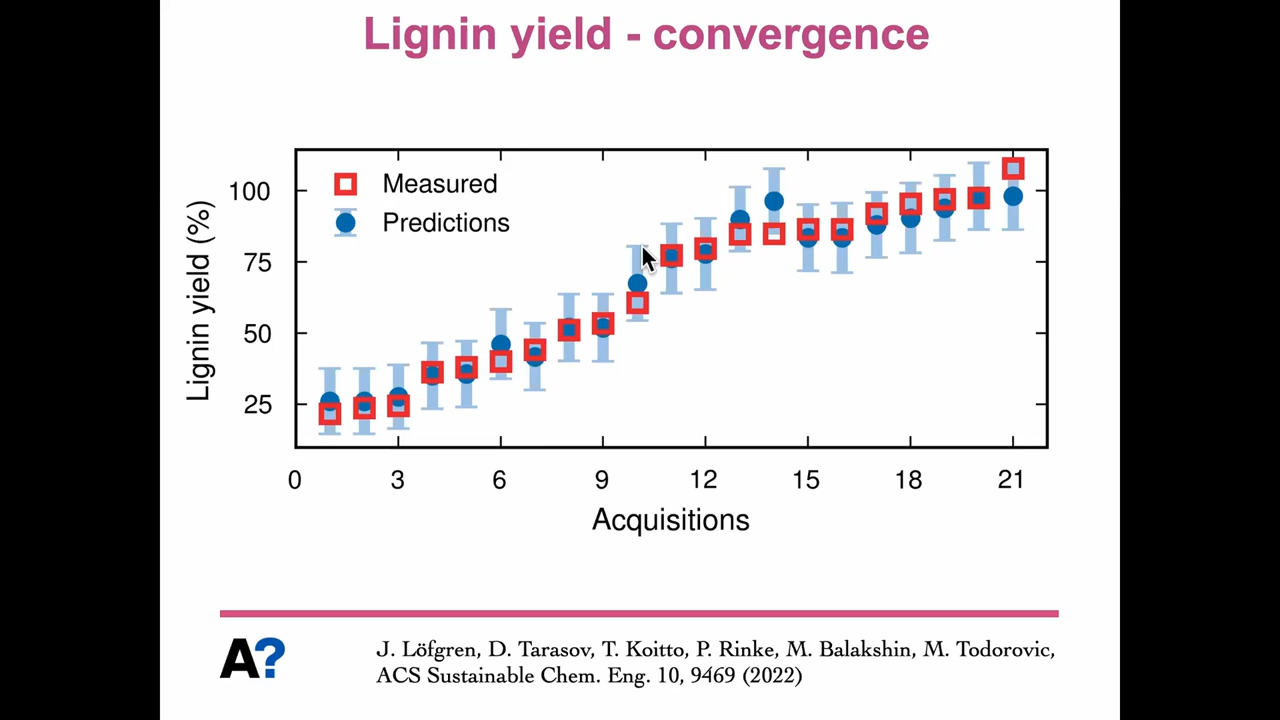 Lignin yield - convergence
Measured
Predictions
Lignin yield (%)
100
75
50
25
0 3 6 9 12 15 18 21
Acquisitions
A?
J. Löfgren, D. Tarasov, T. Koitto, P. Rinke, M. Balakshin, M. Todorovic,
ACS Sustainable Chem. Eng. 10, 9469 (2022)